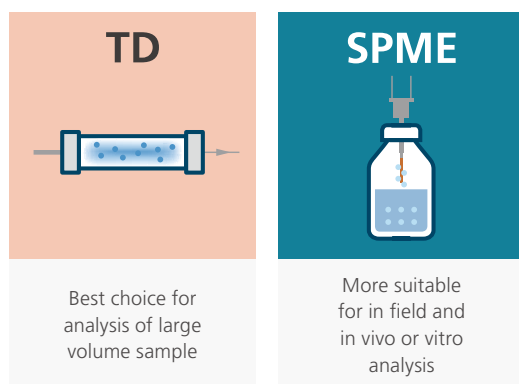 TD
Best choice for
analysis of large
volume sample
SPME
More suitable
for in field and
in vivo or vitro
analysis